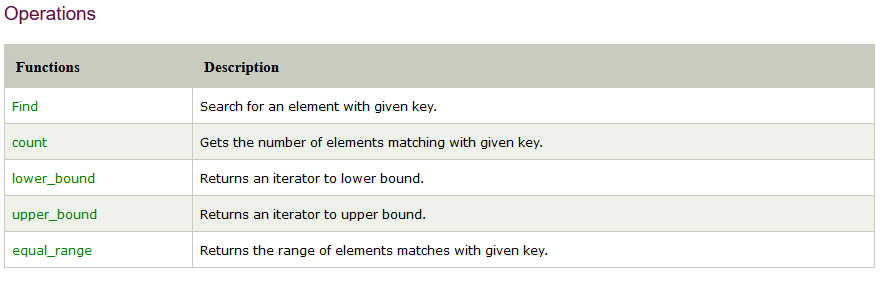 Operations
Functions Description
Find Search for an element with given key.
count Gets the number of elements matching with given key.
lower_bound Returns an iterator to lower bound.
upper_bound Returns an iterator to upper bound.
equal_range Returns the range of elements matches with given key.